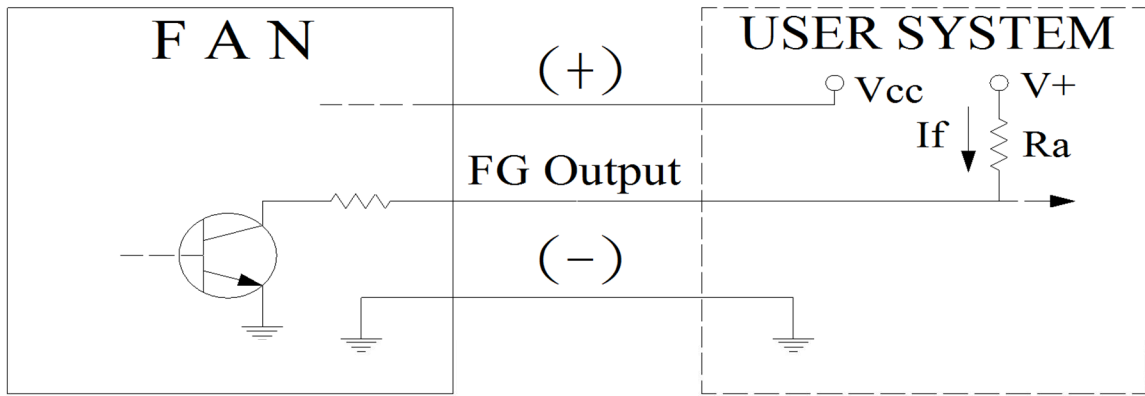 F A N
USER SYSTEM
(+)
Vcc
V+
If
Ra
FG Output
(-)